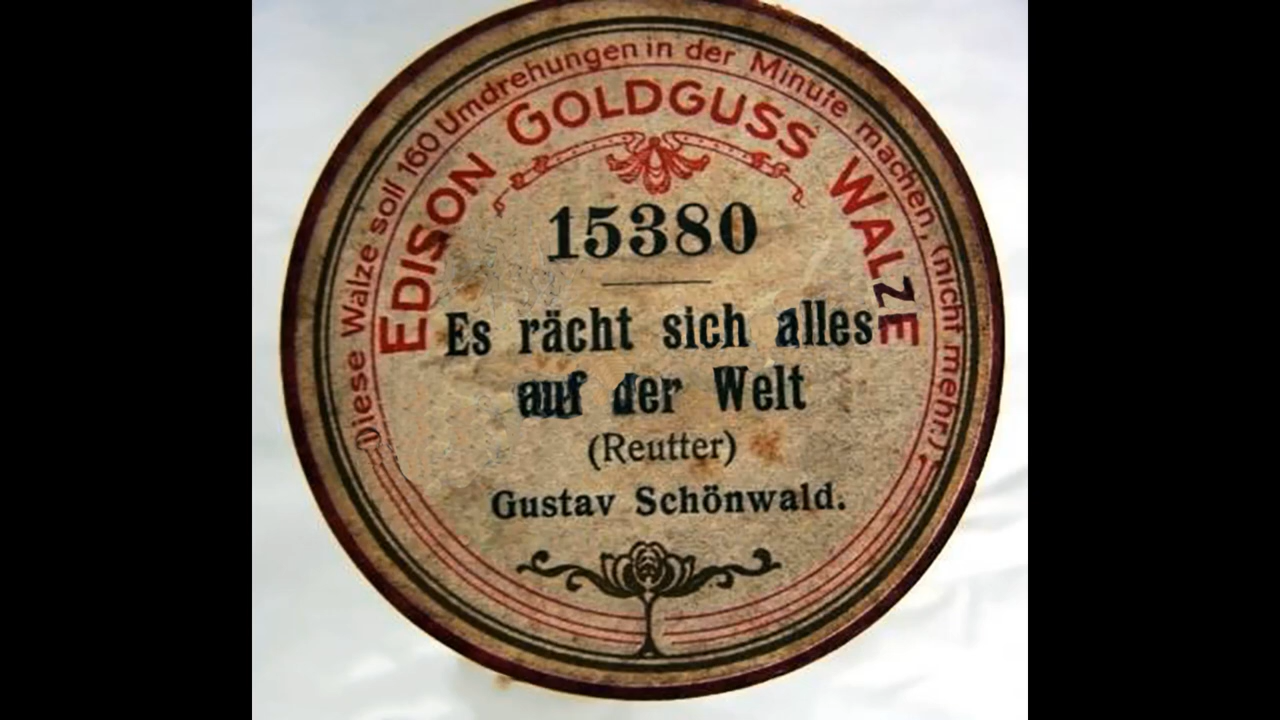 Diese Walze soll 160 Umdrehungen in der Minute machen, (nicht mehr.)
EDISON GOLDGUSS WALZE
15380
Es rächt sich alles
auf der Welt
(Reutter)
Gustav Schönwald.